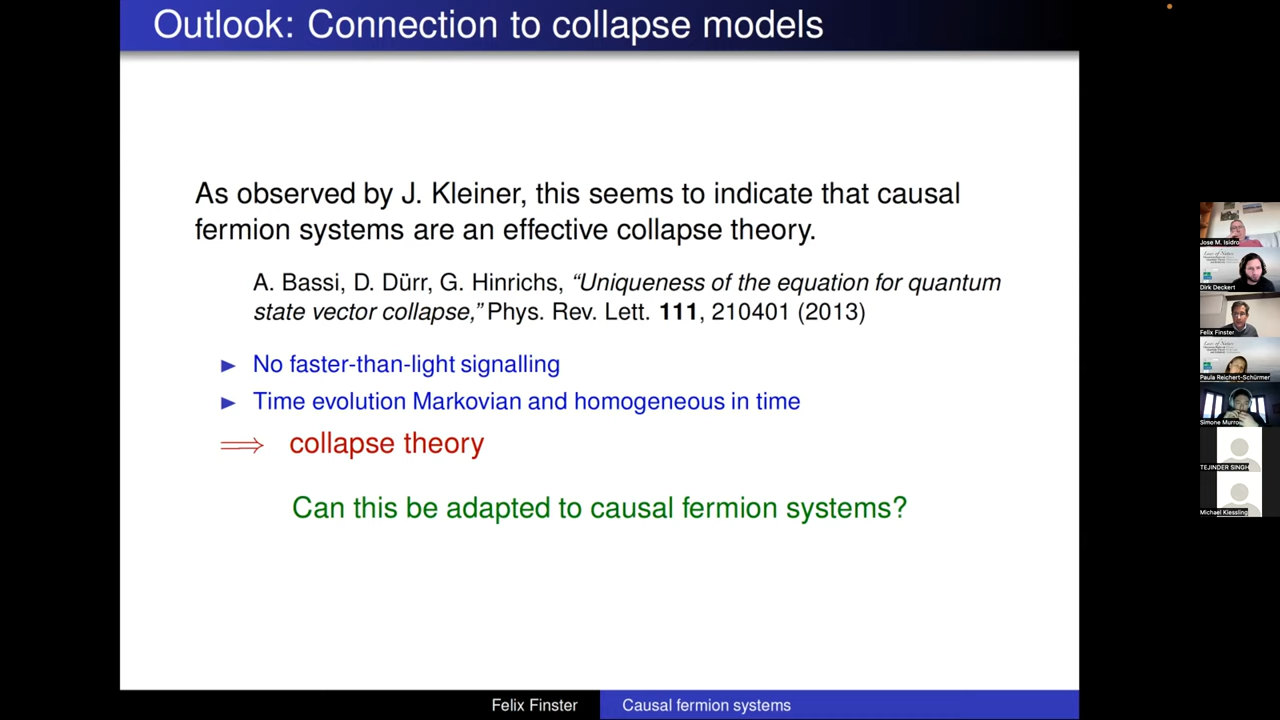 Outlook: Connection to collapse models
As observed by J. Kleiner, this seems to indicate that causal
fermion systems are an effective collapse theory.
A. Bassi, D. Dürr, G. Hinrichs, “Uniqueness of the equation for quantum
state vector collapse,” Phys. Rev. Lett. 111, 210401 (2013)
► No faster-than-light signalling
► Time evolution Markovian and homogeneous in time
⟹ collapse theory
Can this be adapted to causal fermion systems?
Felix Finster
Causal fermion systems
Jose M. Isidro
Dirk Deckert
Felix Finster
Paula Reichert-Schürmer
Simone Murro
TEJINDER SINGH
Michael Kiessling